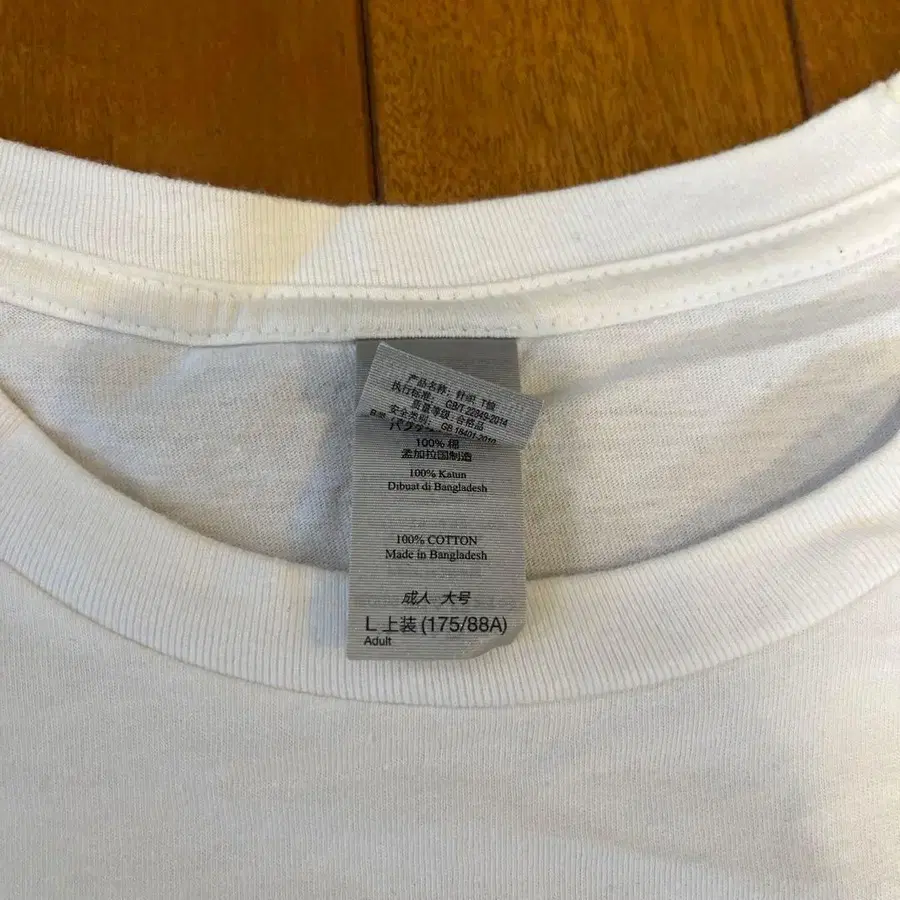 产品名称: 针织 T恤
执行标准: GB/T 22849-2014
质量等级: 合格品
安全类别: GB 18401-2010
100% 棉
孟加拉国制造
100% Katun
Dibuat di Bangladesh
100% COTTON
Made in Bangladesh
成人 大号
L 上装 (175/88A)
Adult